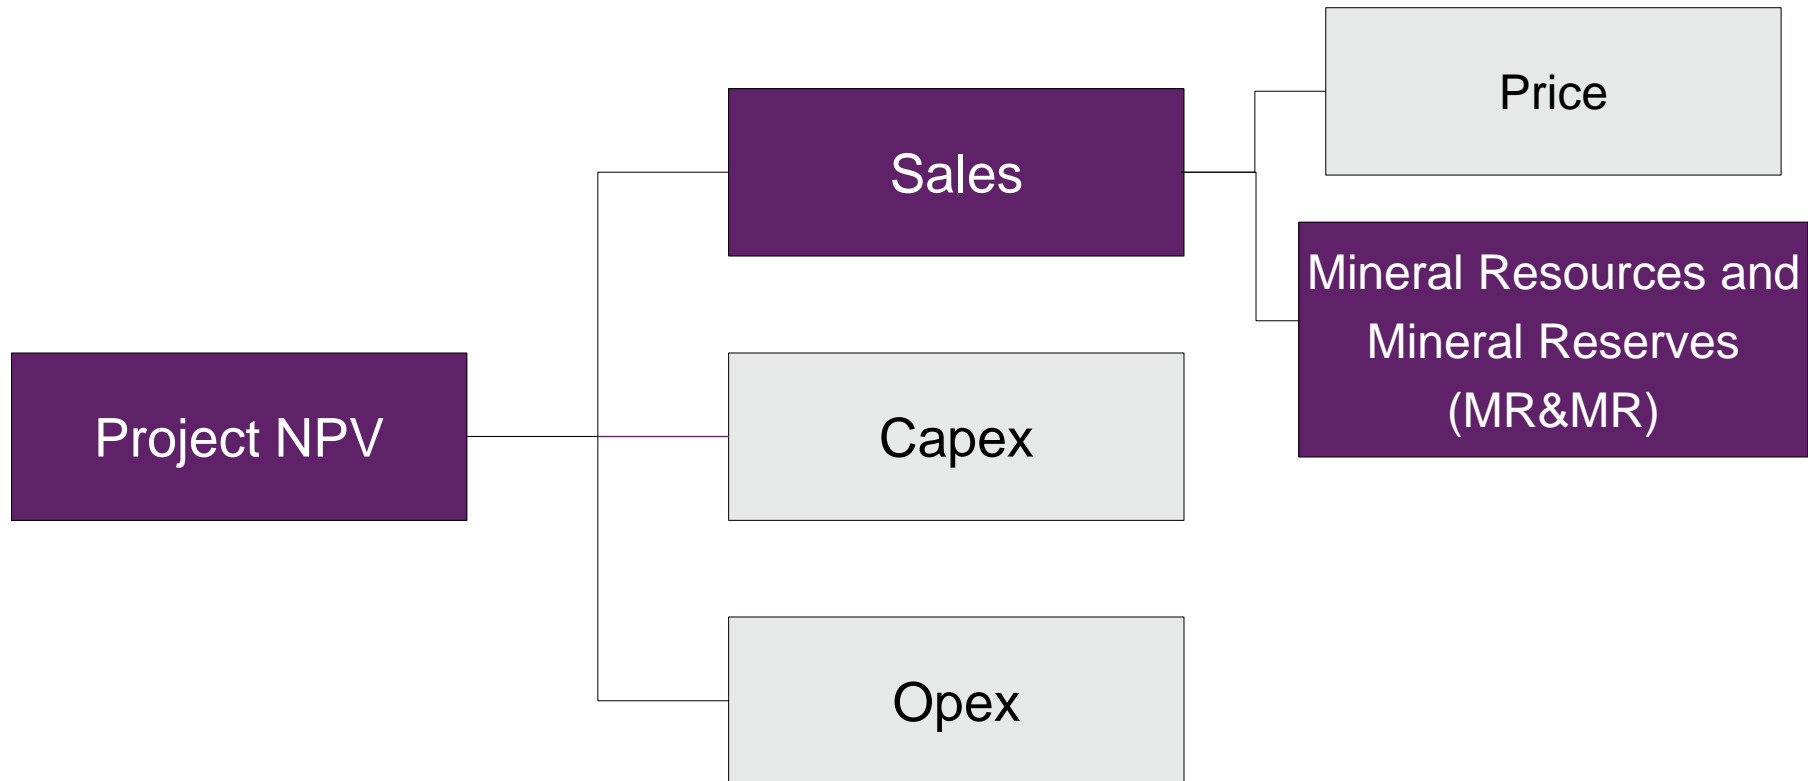 Price
Sales
Mineral Resources and
Mineral Reserves
(MR&MR)
Project NPV
Capex
Opex